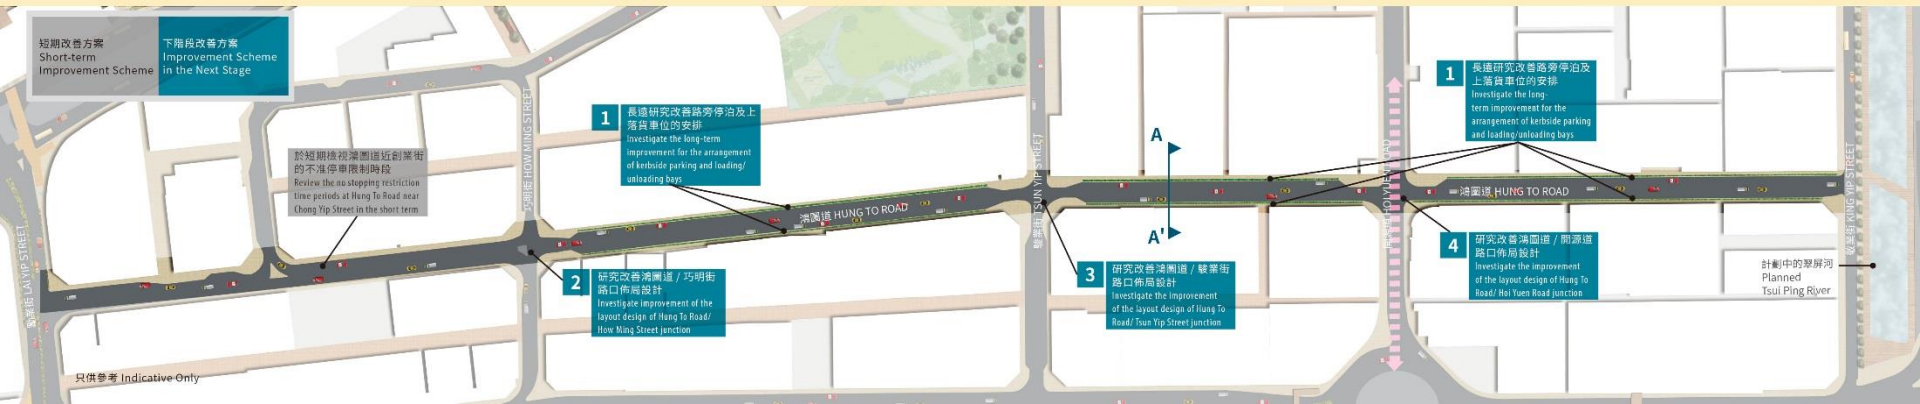 短期改善方案
Short-term
Improvement Scheme
下階段改善方案
Improvement Scheme
in the Next Stage
於短期檢視鴻圖道近創業街
的不准停車限制時段
Review the no stopping restriction
time periods at Hung To Road near
Chong Yip Street in the short term
1
長遠研究改善路旁停泊及上
落貨車位的安排
Investigate the long-term
improvement for the arrangement
of kerbside parking and loading/
unloading bays
2
研究改善鴻圖道 / 巧明街
路口佈局設計
Investigate improvement of the
layout design of Hung To Road/
How Ming Street junction
3
研究改善鴻圖道 / 駿業街
路口佈局設計
Investigate the improvement
of the layout design of Hung To
Road/ Tsun Yip Street junction
1
長遠研究改善路旁停泊及
上落貨車位的安排
Investigate the long-
term improvement for the
arrangement of kerbside parking
and loading/unloading bays
4
研究改善鴻圖道 / 開源道
路口佈局設計
Investigate the improvement
of the layout design of Hung To
Road/ Hoi Yuen Road junction
計劃中的翠屏河
Planned
Tsui Ping River
A
A'
鴻圖道 HUNG TO ROAD
鴻圖道 HUNG TO ROAD
LAI YIP STREET
巧明街 HOW MING STREET
駿業街 TSUN YIP STREET
HOI YUEN ROAD
敬業街 KING YIP STREET
只供參考 Indicative Only